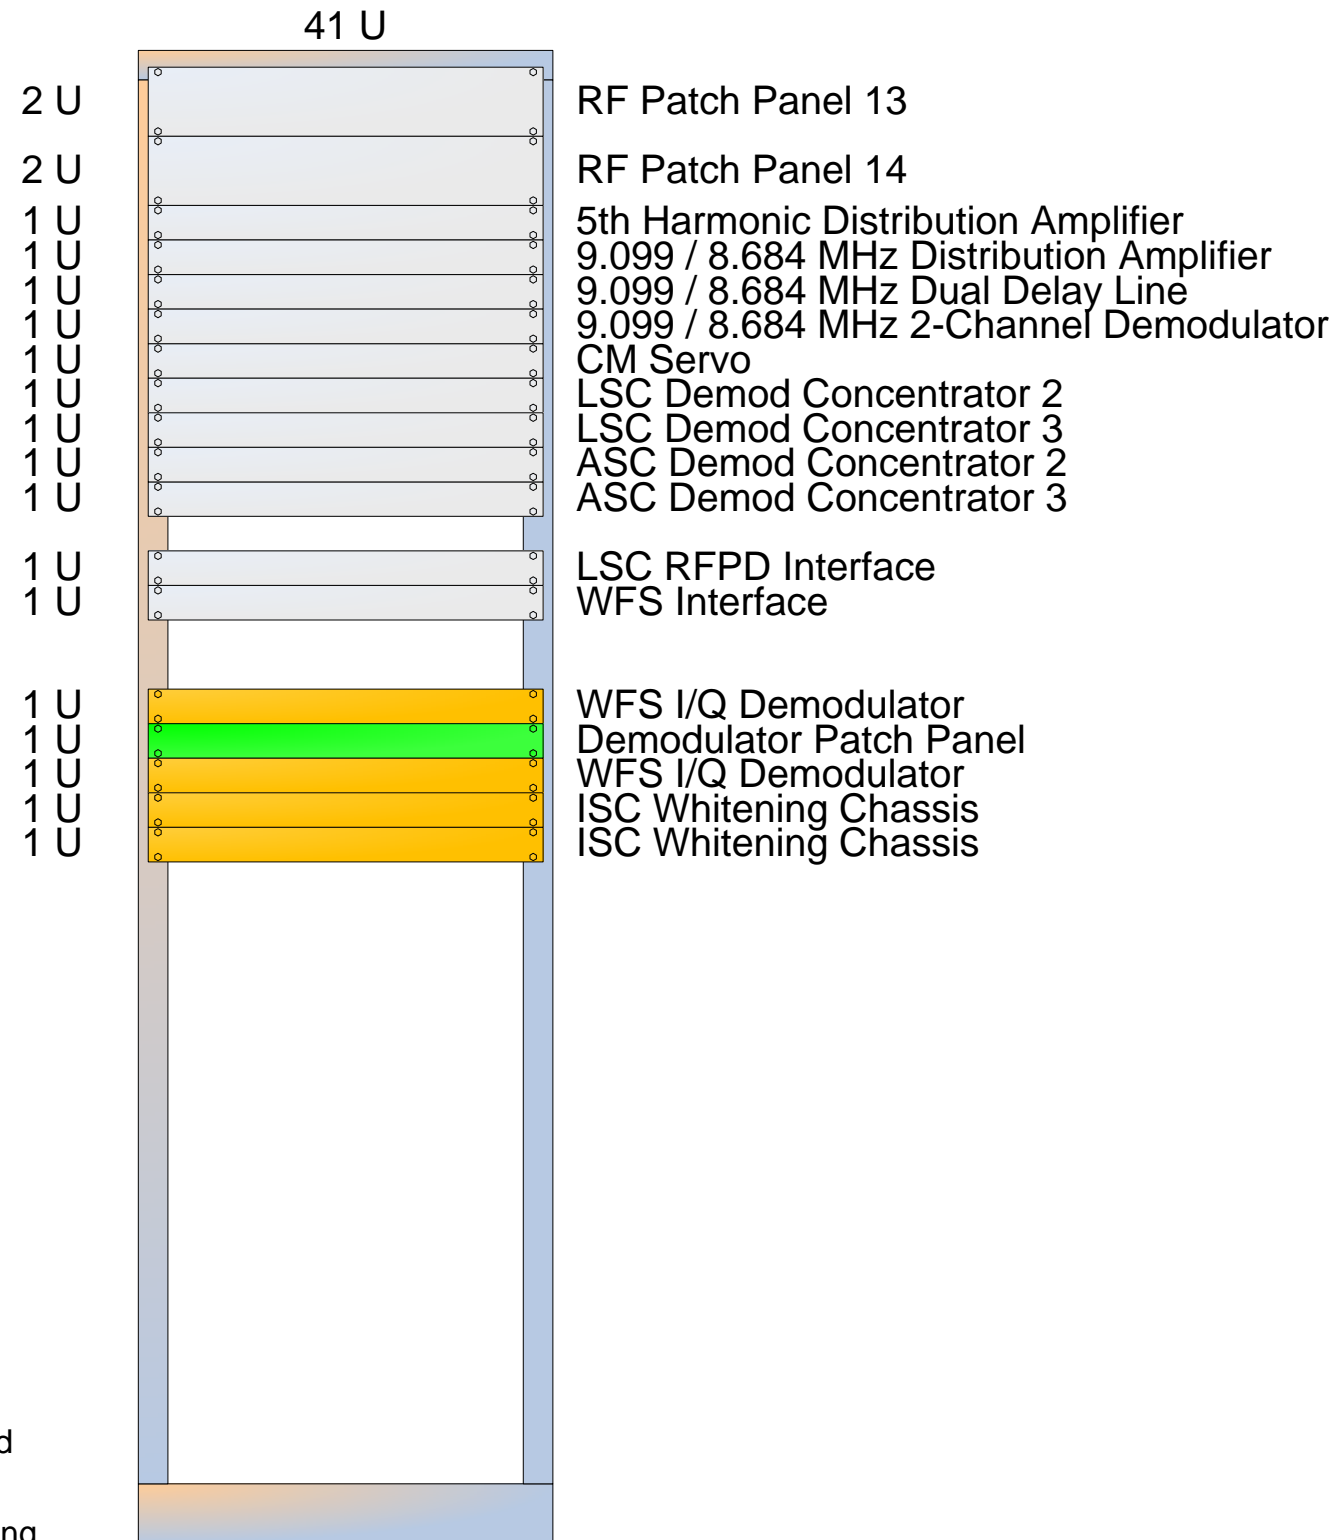 41 U
2 U RF Patch Panel 13
2 U RF Patch Panel 14
1 U 5th Harmonic Distribution Amplifier
1 U 9.099 / 8.684 MHz Distribution Amplifier
1 U 9.099 / 8.684 MHz Dual Delay Line
1 U 9.099 / 8.684 MHz 2-Channel Demodulator
1 U CM Servo
1 U LSC Demod Concentrator 2
1 U LSC Demod Concentrator 3
1 U ASC Demod Concentrator 2
1 U ASC Demod Concentrator 3
1 U LSC RFPD Interface
1 U WFS Interface
1 U WFS I/Q Demodulator
1 U Demodulator Patch Panel
1 U WFS I/Q Demodulator
1 U ISC Whitening Chassis
1 U ISC Whitening Chassis